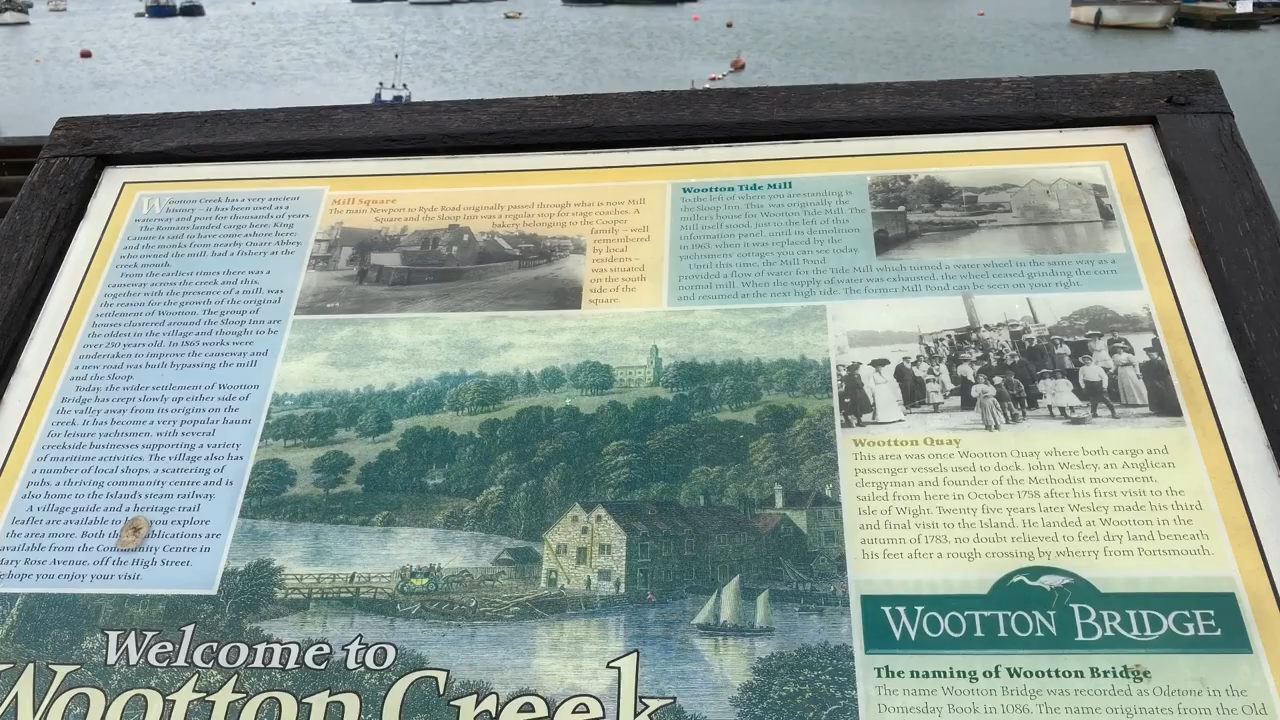 Wootton Creek has a very ancient
history – it has been used as a
waterway and port for thousands of years.
The Romans landed cargo here; King
Canute is said to have come ashore here;
and the monks from nearby Quarr Abbey,
who owned the mill, had a fishery at the
creek mouth.
From the earliest times there was a
causeway across the creek and this,
together with the presence of a mill, was
the reason for the growth of the original
settlement of Wootton. The group of
houses clustered around the Sloop Inn are
the oldest in the village and thought to be
over 250 years old. In 1865 works were
undertaken to improve the causeway and
a new road was built bypassing the mill
and the Sloop.
Today, the wider settlement of Wootton
Bridge has crept slowly up either side of
the valley away from its origins on the
creek. It has become a very popular haunt
for leisure yachtsmen, with several
creekside businesses supporting a variety
of maritime activities. The village also has
a number of local shops, a scattering of
pubs, a thriving community centre and is
also home to the Island's steam railway.
A village guide and a heritage trail
leaflet are available to you explore
the area more. Both publications are
available from the Community Centre in
Mary Rose Avenue, off the High Street.
hope you enjoy your visit.
Mill Square
The main Newport to Ryde Road originally passed through what is now Mill
Square and the Sloop Inn was a regular stop for stage coaches. A
bakery belonging to the Cooper
family – well
remembered
by local
residents –
was situated
on the south
side of the
square.
Wootton Tide Mill
To the left of where you are standing is
the Sloop Inn. This was originally the
miller's house for Wootton Tide Mill. The
Mill itself stood, just to the left of this
information panel, until its demolition
in 1963, when it was replaced by the
yachtsmens' cottages you can see today.
Until this time, the Mill Pond
provided a flow of water for the Tide Mill which turned a water wheel in the same way as a
normal mill. When the supply of water was exhausted, the wheel ceased grinding the corn
and resumed at the next high tide. The former Mill Pond can be seen on your right.
Wootton Quay
This area was once Wootton Quay where both cargo and
passenger vessels used to dock. John Wesley, an Anglican
clergyman and founder of the Methodist movement,
sailed from here in October 1758 after his first visit to the
Isle of Wight. Twenty five years later Wesley made his third
and final visit to the Island. He landed at Wootton in the
autumn of 1783, no doubt relieved to feel dry land beneath
his feet after a rough crossing by wherry from Portsmouth.
WOOTTON BRIDGE
The naming of Wootton Bridge
The name Wootton Bridge was recorded as Odetone in the
Domesday Book in 1086. The name originates from the Old
Welcome to
Wootton Creek